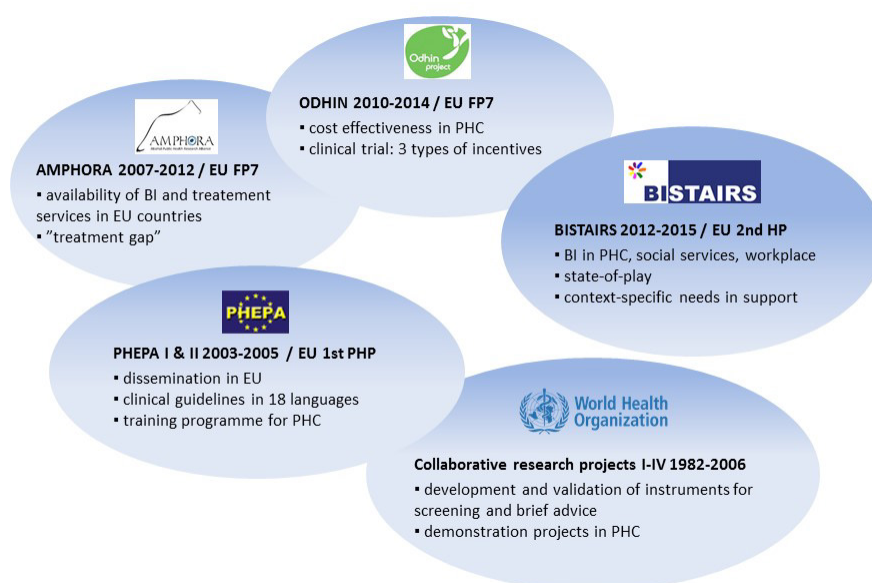 Odhin
project
ODHIN 2010-2014 / EU FP7
▪ cost effectiveness in PHC
▪ clinical trial: 3 types of incentives
AMPHORA
AMPHORA 2007-2012 / EU FP7
▪ availability of BI and treatement
services in EU countries
▪ ”treatment gap”
BISTAIRS
BISTAIRS 2012-2015 / EU 2nd HP
▪ BI in PHC, social services, workplace
▪ state-of-play
▪ context-specific needs in support
PHEPA
PHEPA I & II 2003-2005 / EU 1st PHP
▪ dissemination in EU
▪ clinical guidelines in 18 languages
▪ training programme for PHC
World Health
Organization
Collaborative research projects I-IV 1982-2006
▪ development and validation of instruments for
screening and brief advice
▪ demonstration projects in PHC